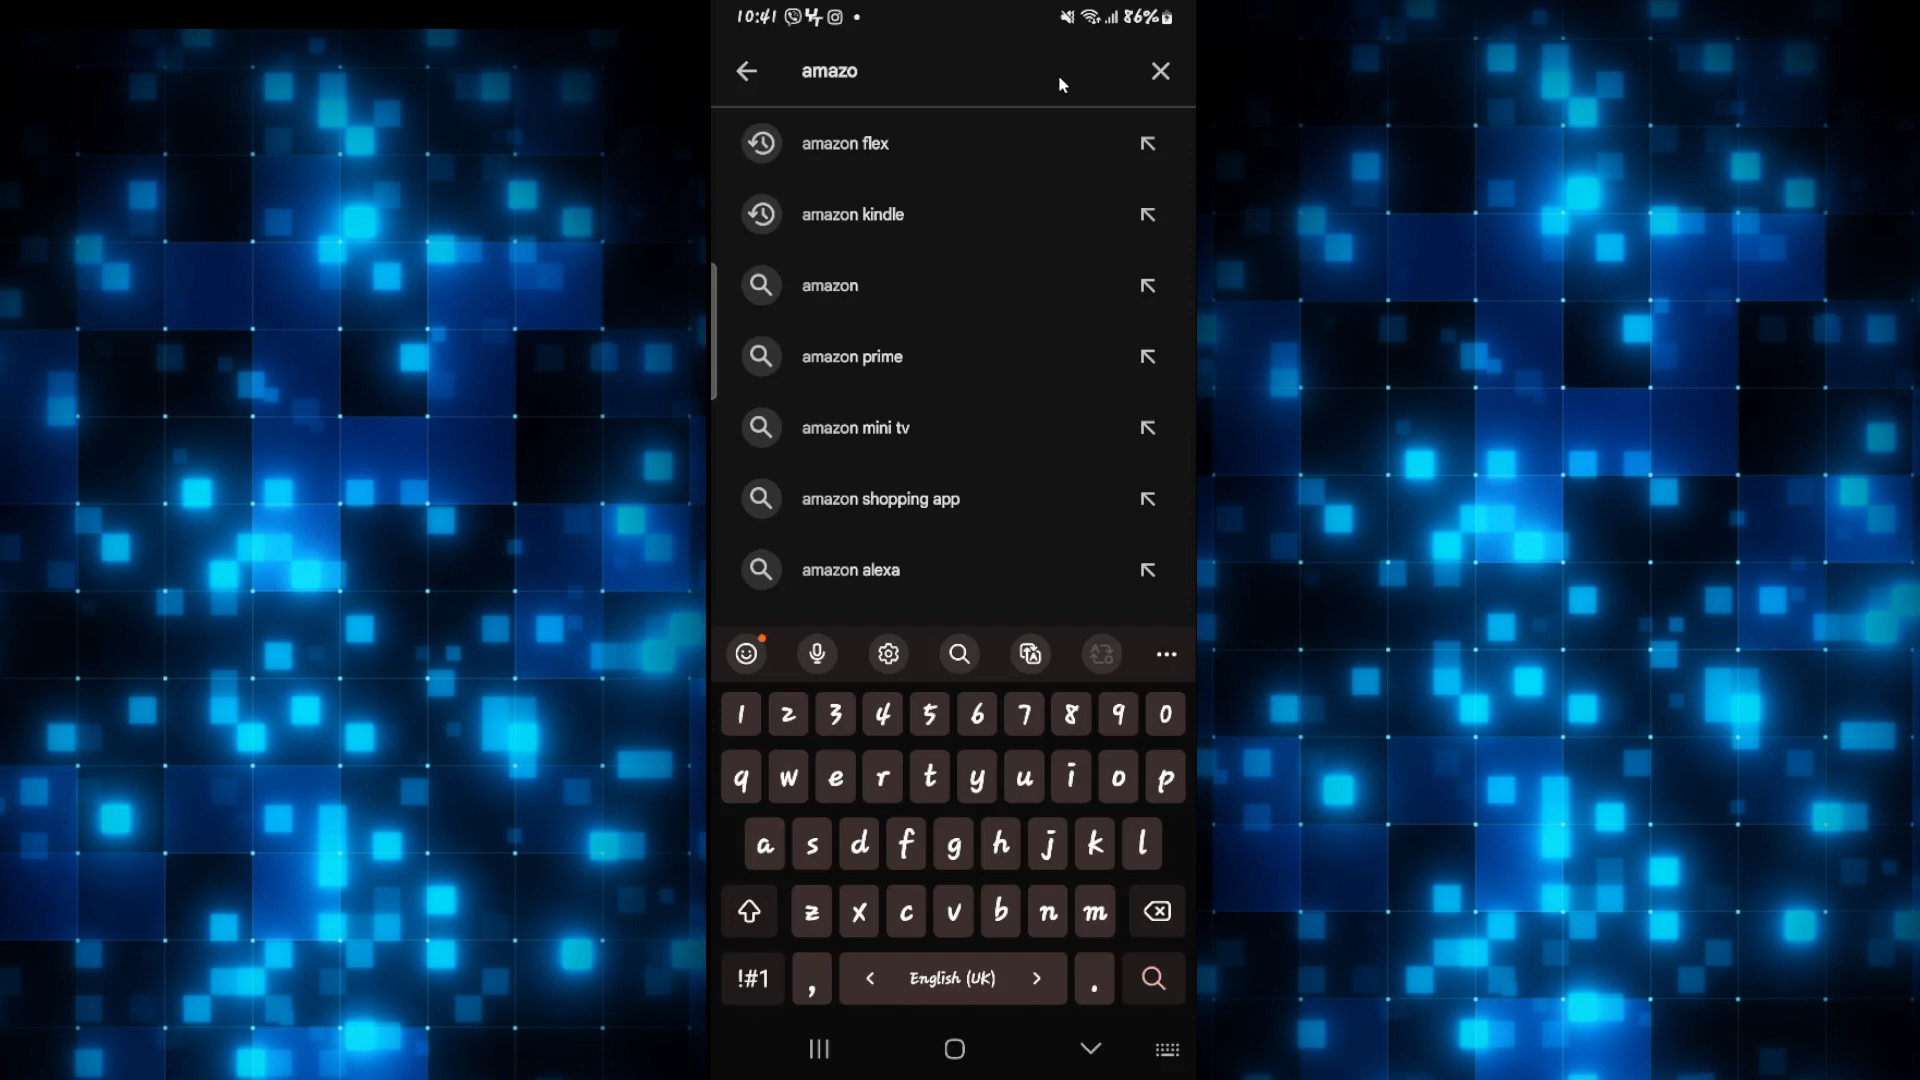 10:41 86%
amazo
amazon flex
amazon kindle
amazon
amazon prime
amazon mini tv
amazon shopping app
amazon alexa
1 2 3 4 5 6 7 8 9 0
q w e r t y u i o p
a s d f g h j k l
z x c v b n m
!#1 , < English (UK) > .